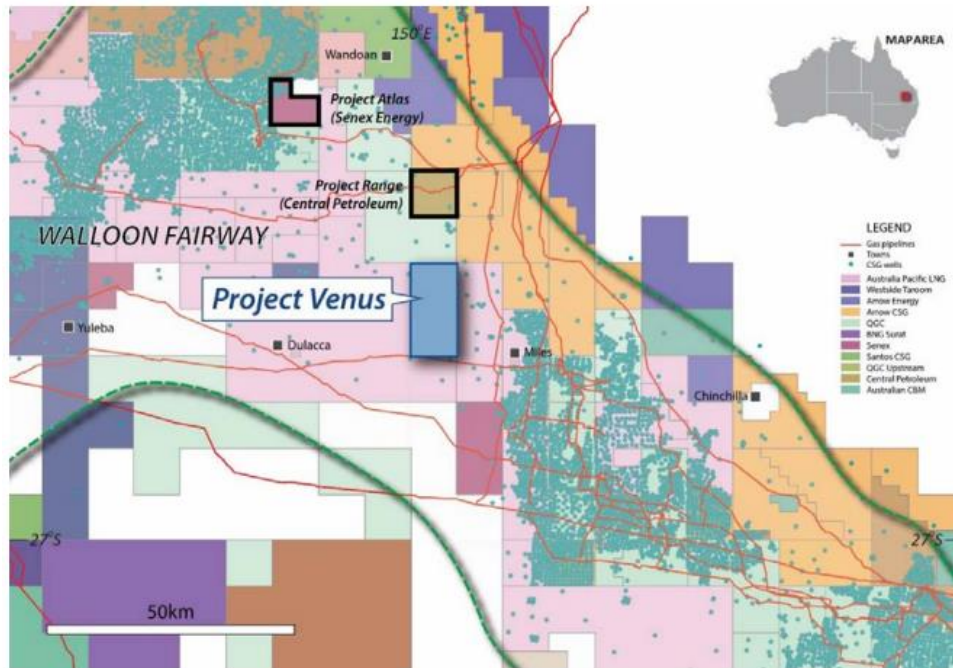 150°E
MAPAREA
Wandoan
Project Atlas
(Senex Energy)
Project Range
(Central Petroleum)
WALLOON FAIRWAY
LEGEND
Gas pipelines
Towns
CSG wells
Australia Pacific LNG
Westside Taroom
Arrow Energy
Arrow CSG
QGC
BNG Surat
Senex
Santos CSG
QGC Upstream
Central Petroleum
Australian CBM
Project Venus
Yuleba
Dulacca
Miles
Chinchilla
27°S
27°S
50km